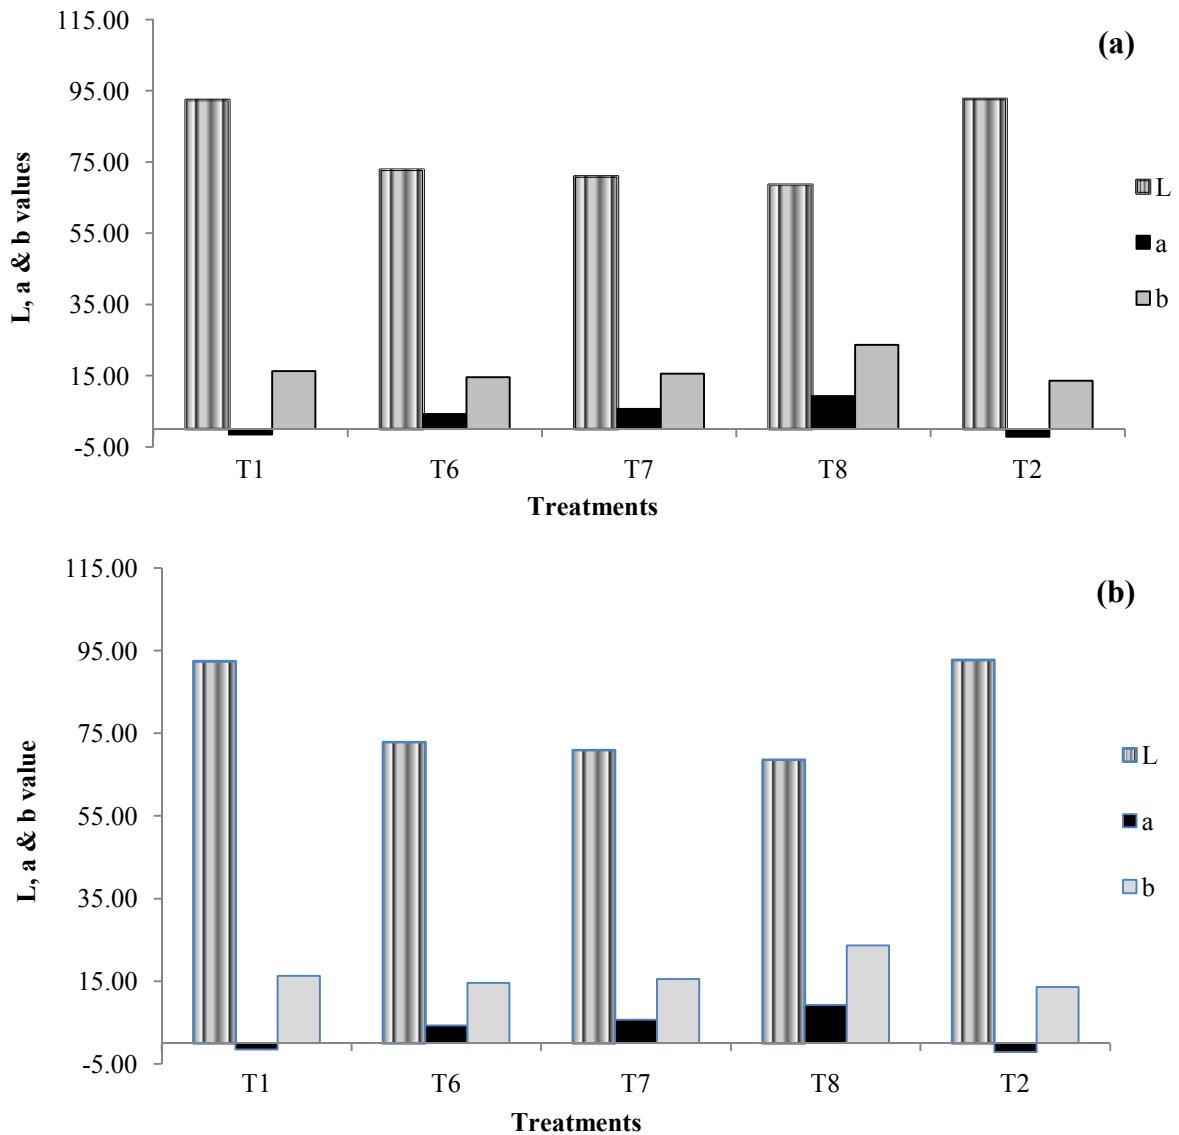 115.00
(a)
95.00
75.00
L
55.00
a
35.00
b
15.00
-5.00
L, a & b values
T1 T6 T7 T8 T2
Treatments
115.00
(b)
95.00
75.00
L
55.00
a
35.00
b
15.00
-5.00
L, a & b value
T1 T6 T7 T8 T2
Treatments